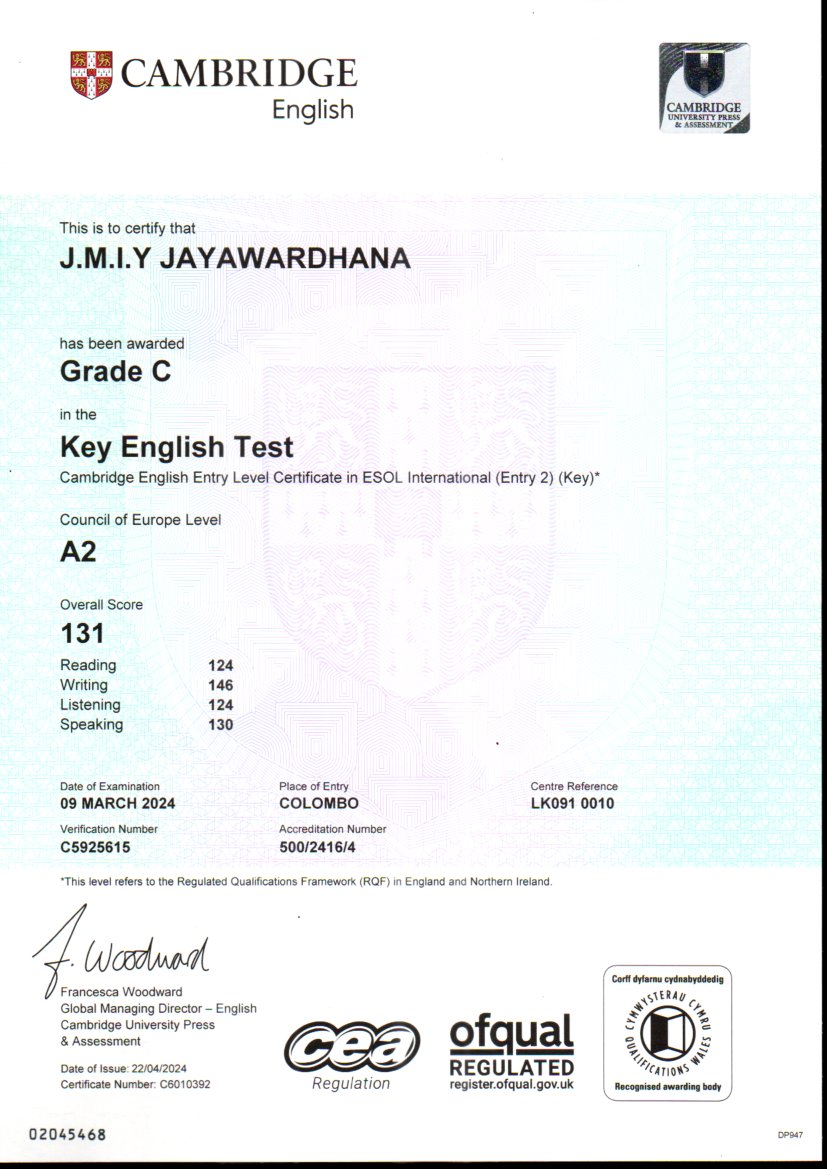 CAMBRIDGE
English
CAMBRIDGE
UNIVERSITY PRESS
& ASSESSMENT
This is to certify that
J.M.I.Y JAYAWARDHANA
has been awarded
Grade C
in the
Key English Test
Cambridge English Entry Level Certificate in ESOL International (Entry 2) (Key)*
Council of Europe Level
A2
Overall Score
131
Reading 124
Writing 146
Listening 124
Speaking 130
Date of Examination Place of Entry Centre Reference
09 MARCH 2024 COLOMBO LK091 0010
Verification Number Accreditation Number
C5925615 500/2416/4
*This level refers to the Regulated Qualifications Framework (RQF) in England and Northern Ireland.
F. Woodward
Francesca Woodward
Global Managing Director – English
Cambridge University Press
& Assessment
Date of Issue: 22/04/2024
Certificate Number: C6010392
cea
Regulation
ofqual
REGULATED
register.ofqual.gov.uk
Corff dyfarnu cydnabyddedig
CYMWYSTERAU CYMRU
QUALIFICATIONS WALES
Recognised awarding body
02045468
DP947